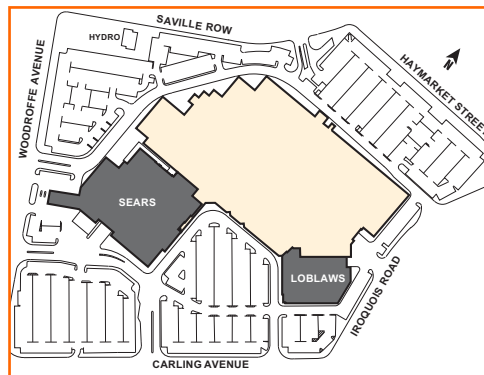 SAVILLE ROW
HYDRO
WOODROFFE AVENUE
HAYMARKET STREET
N
SEARS
LOBLAWS
IROQUOIS ROAD
CARLING AVENUE